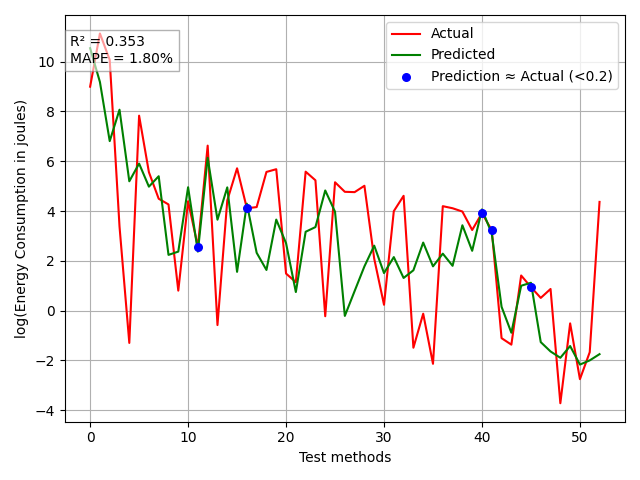 R² = 0.353
MAPE = 1.80%
Actual
Predicted
Prediction ≈ Actual (<0.2)
log(Energy Consumption in joules)
10
8
6
4
2
0
−2
−4
0
10
20
30
40
50
Test methods